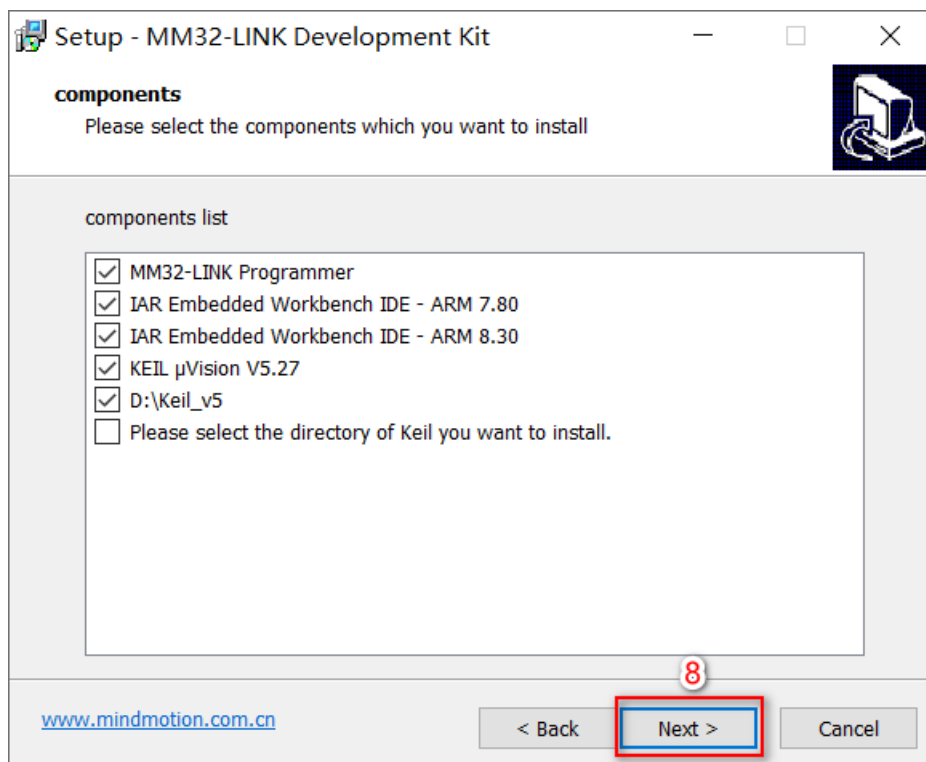 Setup - MM32-LINK Development Kit
components
Please select the components which you want to install
components list
MM32-LINK Programmer
IAR Embedded Workbench IDE - ARM 7.80
IAR Embedded Workbench IDE - ARM 8.30
KEIL µVision V5.27
D:\Keil_v5
Please select the directory of Keil you want to install.
8
www.mindmotion.com.cn
< Back
Next >
Cancel